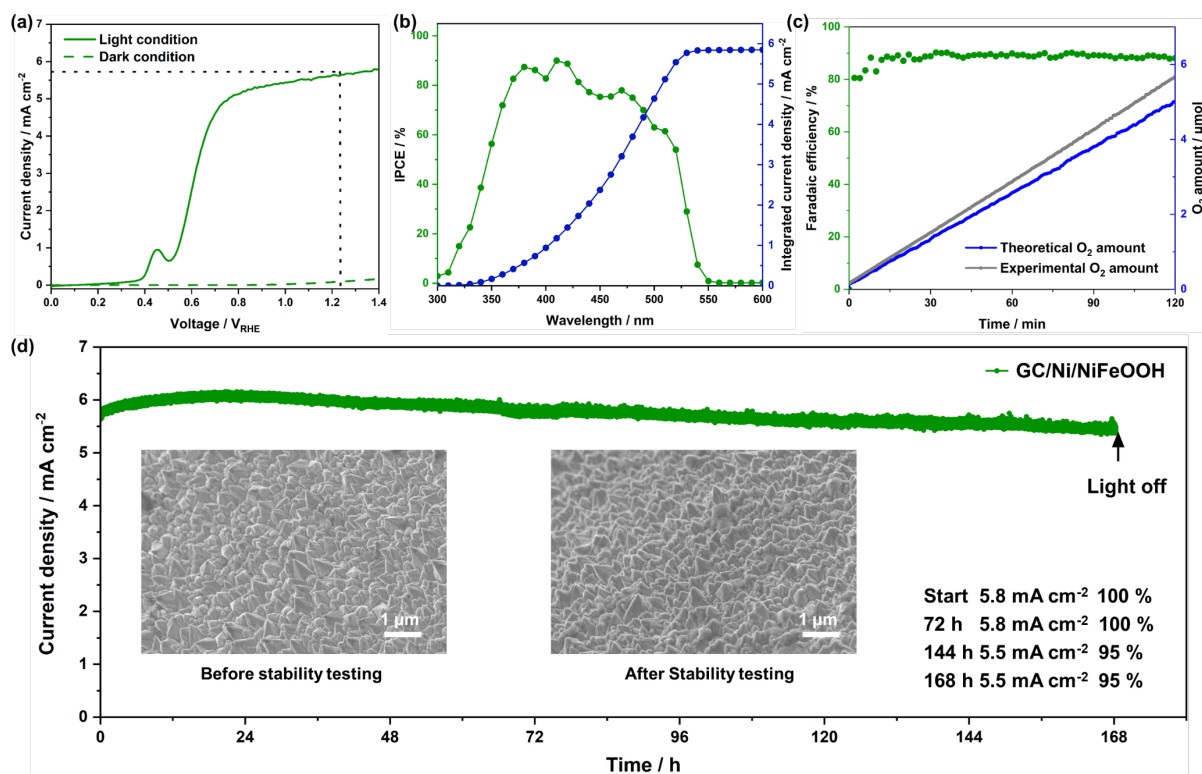 (a)
Light condition
Dark condition
Current density / mA cm⁻²
7
6
5
4
3
2
1
0
0.0 0.2 0.4 0.6 0.8 1.0 1.2 1.4
Voltage / V_RHE
(b)
IPCE / %
100
80
60
40
20
0
300 350 400 450 500 550 600
Wavelength / nm
6
5
4
3
2
1
0
Integrated current density / mA cm⁻²
(c)
Faradaic efficiency / %
100
80
60
40
20
0
Theoretical O₂ amount
Experimental O₂ amount
0 30 60 90 120
Time / min
6
4
2
0
O₂ amount / umol
(d)
Current density / mA cm⁻²
7
6
5
4
3
2
1
0
GC/Ni/NiFeOOH
Light off
1 µm
1 µm
Before stability testing
After Stability testing
Start 5.8 mA cm⁻² 100 %
72 h 5.8 mA cm⁻² 100 %
144 h 5.5 mA cm⁻² 95 %
168 h 5.5 mA cm⁻² 95 %
0 24 48 72 96 120 144 168
Time / h